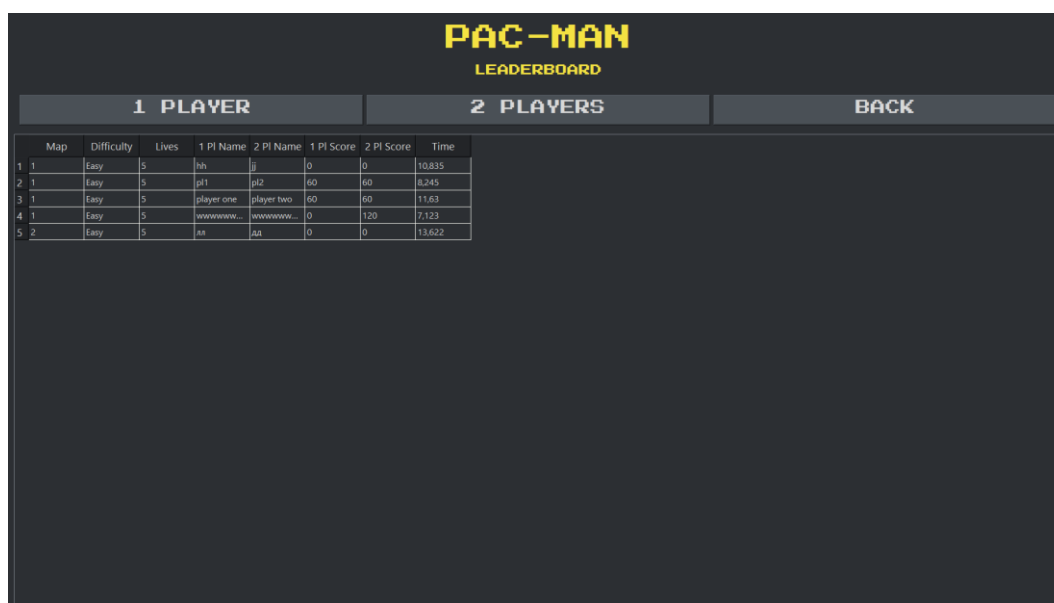 PAC-MAN
LEADERBOARD
1 PLAYER 2 PLAYERS BACK
Map Difficulty Lives 1 Pl Name 2 Pl Name 1 Pl Score 2 Pl Score Time
1 1 Easy 5 hh jj 0 0 10,835
2 1 Easy 5 pl1 pl2 60 60 8,245
3 1 Easy 5 player one player two 60 60 11,63
4 1 Easy 5 wwwwww... wwwwww... 0 120 7,123
5 2 Easy 5 лл дд 0 0 13,622